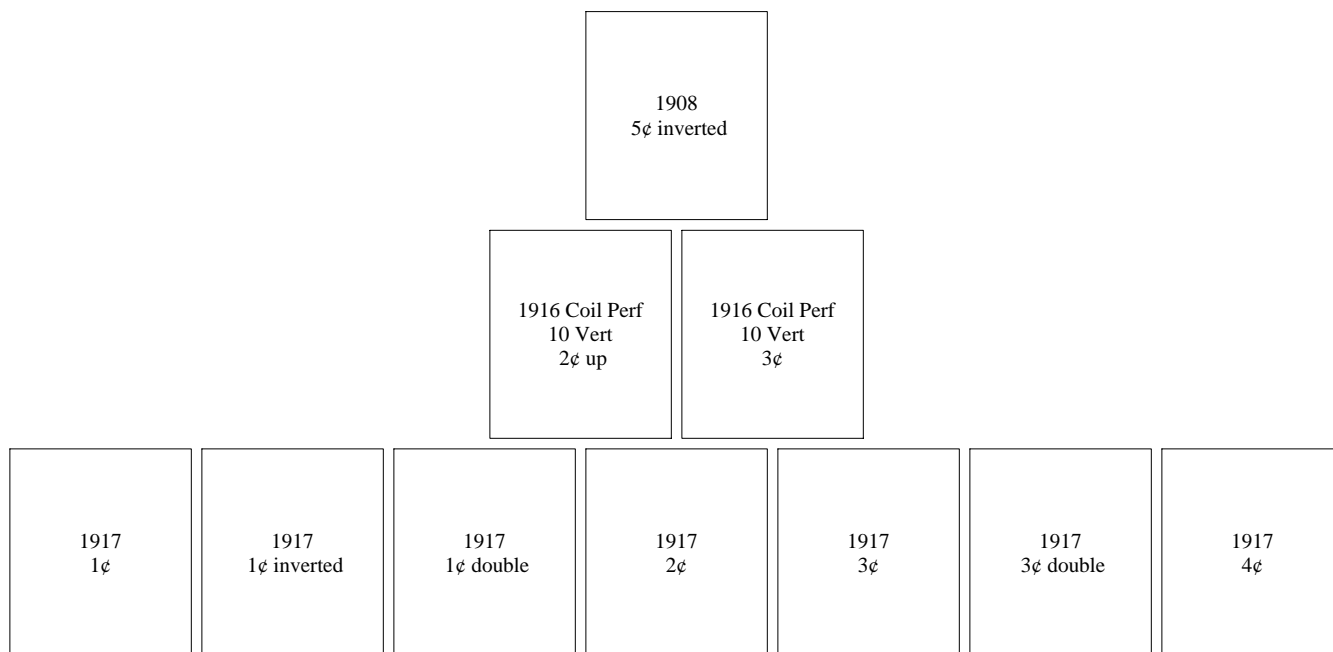 1908
5¢ inverted
1916 Coil Perf
10 Vert
2¢ up
1916 Coil Perf
10 Vert
3¢
1917
1¢
1917
1¢ inverted
1917
1¢ double
1917
2¢
1917
3¢
1917
3¢ double
1917
4¢